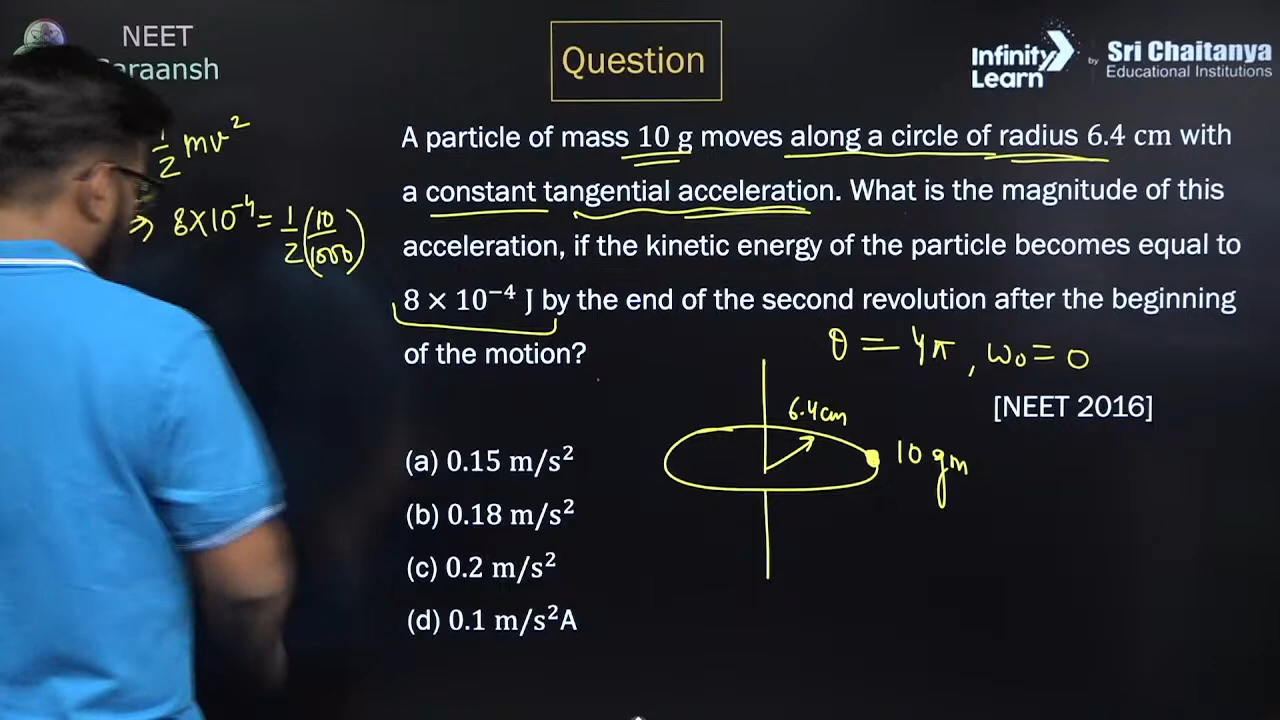 NEET
Saraansh
Question
Infinity
Learn
by
Sri Chaitanya
Educational Institutions
1/2 mv²
⇒ 8×10⁻⁴ = 1/2 (10/1000)
A particle of mass 10 g moves along a circle of radius 6.4 cm with
a constant tangential acceleration. What is the magnitude of this
acceleration, if the kinetic energy of the particle becomes equal to
8 × 10⁻⁴ J by the end of the second revolution after the beginning
of the motion?
θ = 4π, ω₀ = 0
[NEET 2016]
6.4cm
10 gm
(a) 0.15 m/s²
(b) 0.18 m/s²
(c) 0.2 m/s²
(d) 0.1 m/s²A